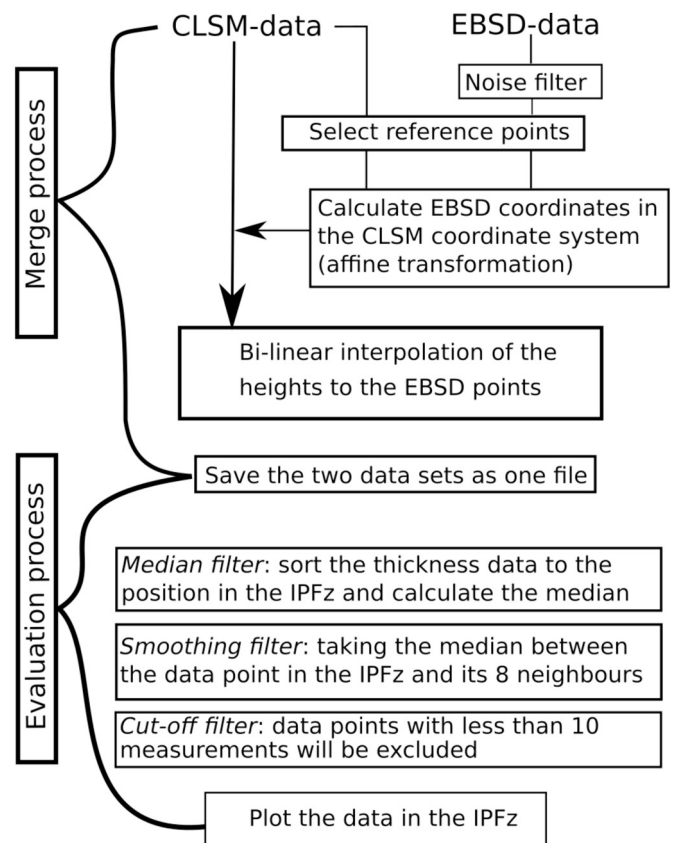 CLSM-data
EBSD-data
Noise filter
Select reference points
Calculate EBSD coordinates in
the CLSM coordinate system
(affine transformation)
Merge process
Bi-linear interpolation of the
heights to the EBSD points
Save the two data sets as one file
Evaluation process
Median filter: sort the thickness data to the
position in the IPFz and calculate the median
Smoothing filter: taking the median between
the data point in the IPFz and its 8 neighbours
Cut-off filter: data points with less than 10
measurements will be excluded
Plot the data in the IPFz